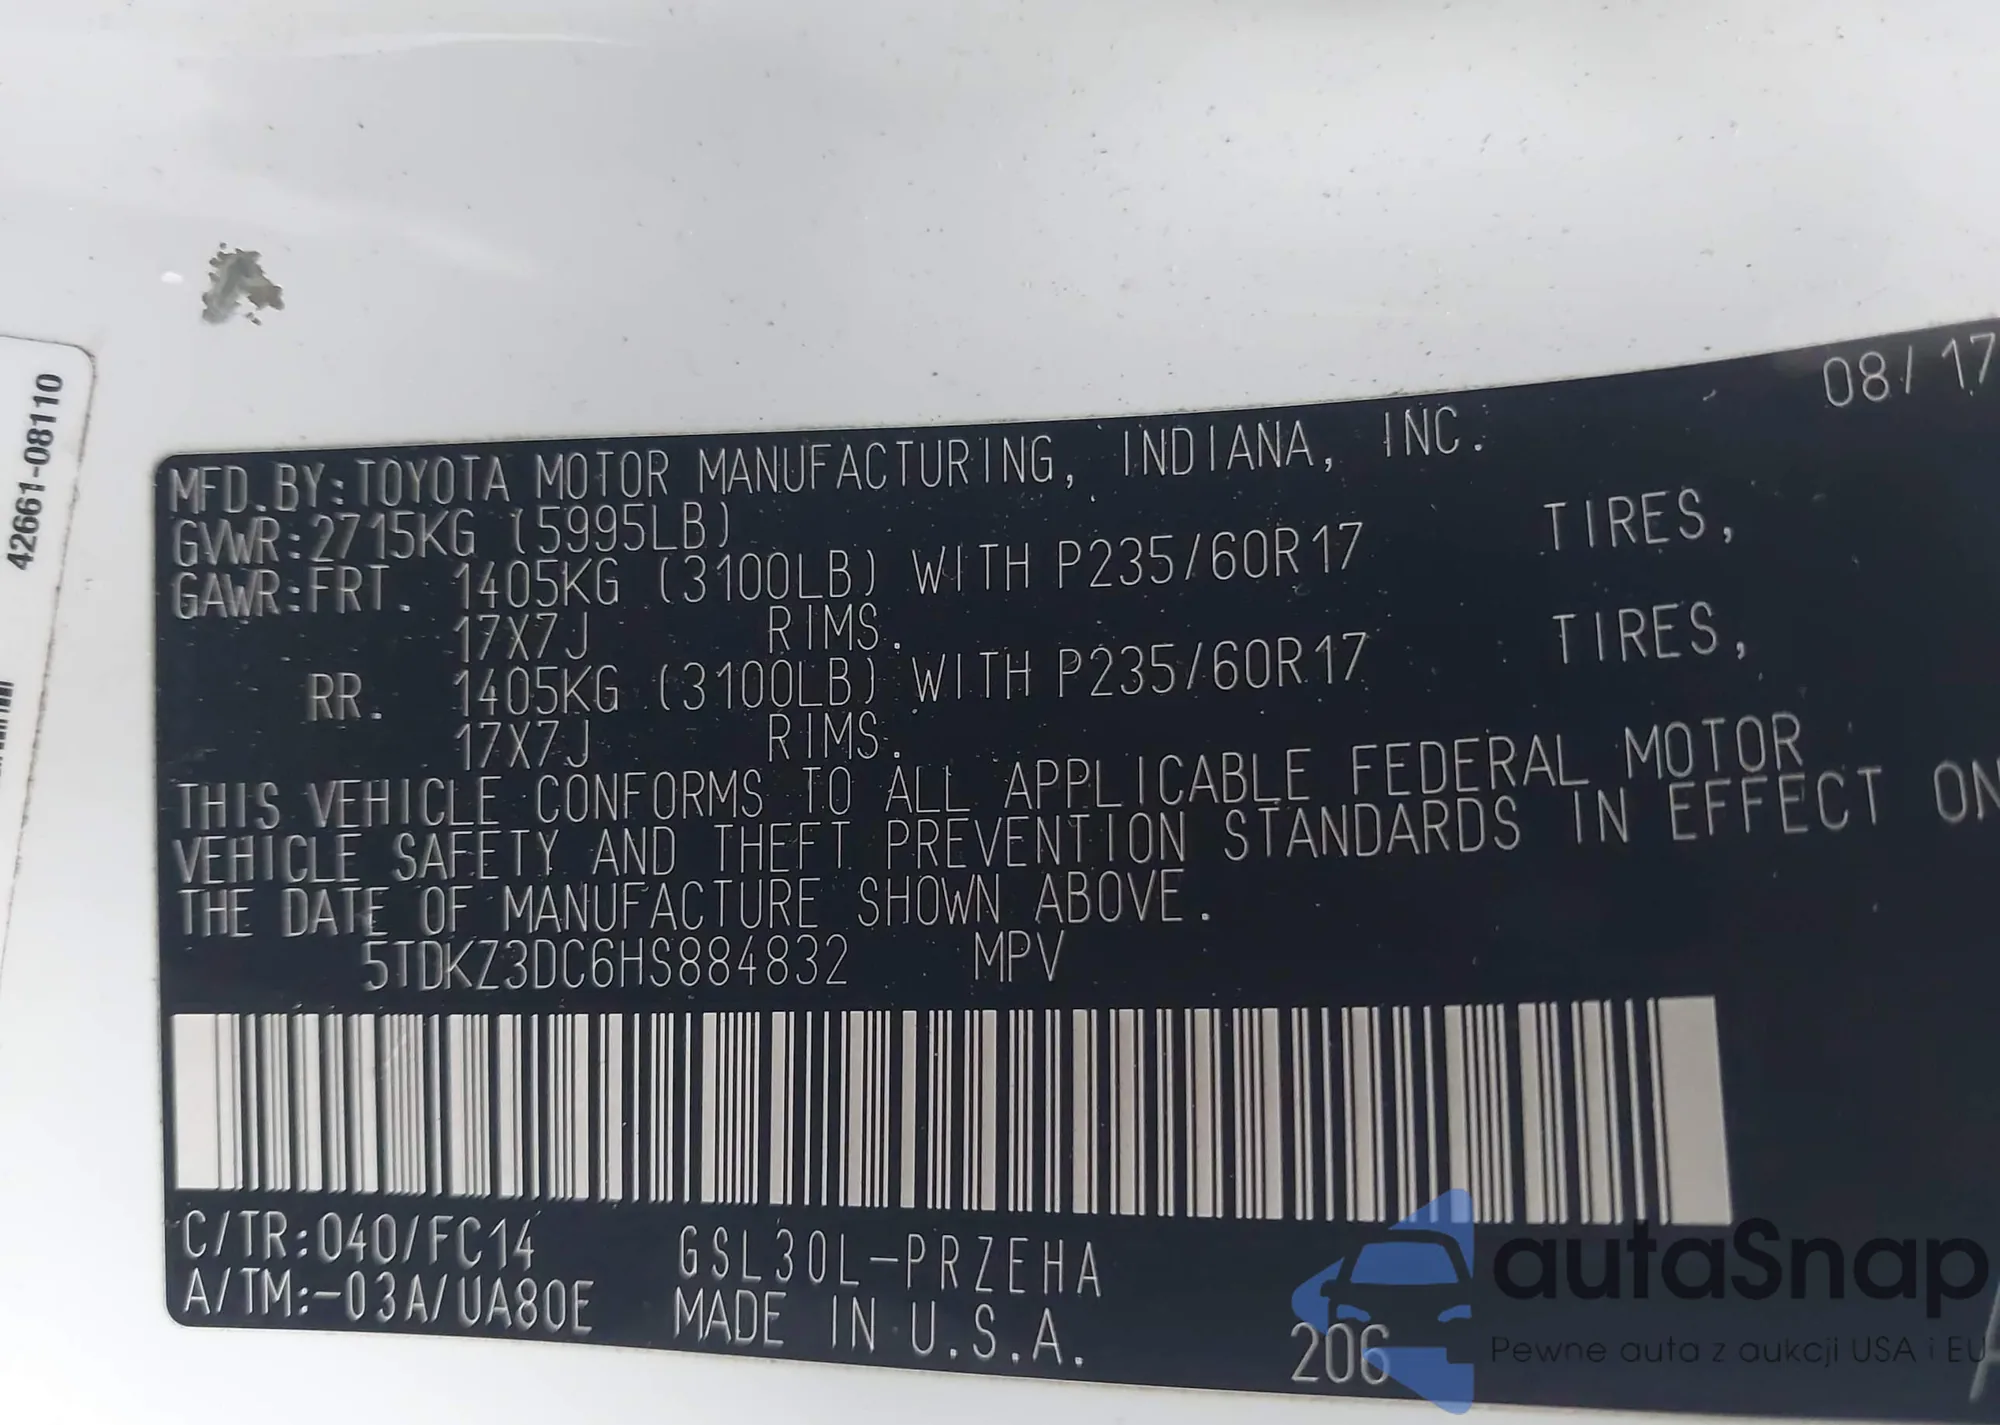 08/17
MFD.BY:TOYOTA MOTOR MANUFACTURING, INDIANA, INC.
GVWR:2715KG (5995LB)
GAWR:FRT. 1405KG (3100LB) WITH P235/60R17 TIRES,
17X7J RIMS.
RR. 1405KG (3100LB) WITH P235/60R17 TIRES,
17X7J RIMS.
THIS VEHICLE CONFORMS TO ALL APPLICABLE FEDERAL MOTOR
VEHICLE SAFETY AND THEFT PREVENTION STANDARDS IN EFFECT ON
THE DATE OF MANUFACTURE SHOWN ABOVE.
5TDKZ3DC6HS884832 MPV
C/TR:040/FC14 GSL30L-PRZEHA
A/TM:-03A/UA80E MADE IN U.S.A. 206
42661-08110
autaSnap
Pewne auta z aukcji USA i EU